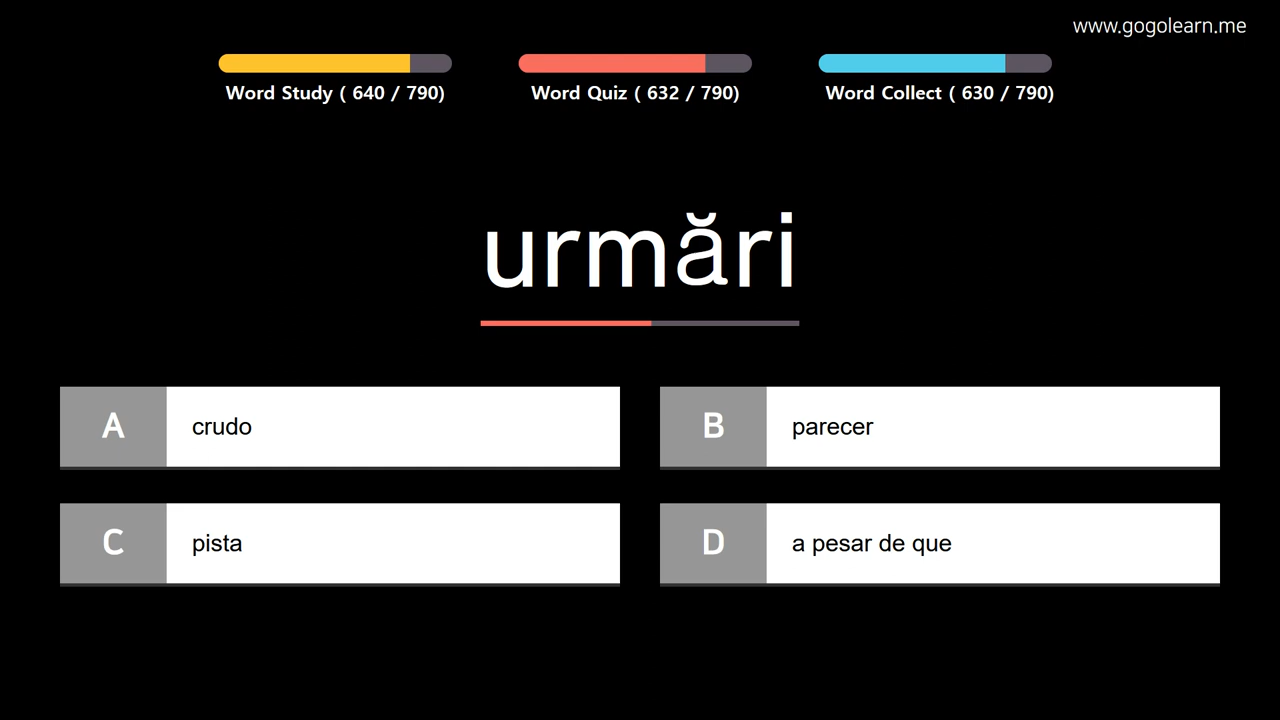 www.gogolearn.me
Word Study ( 640 / 790)
Word Quiz ( 632 / 790)
Word Collect ( 630 / 790)
urmări
A crudo
B parecer
C pista
D a pesar de que